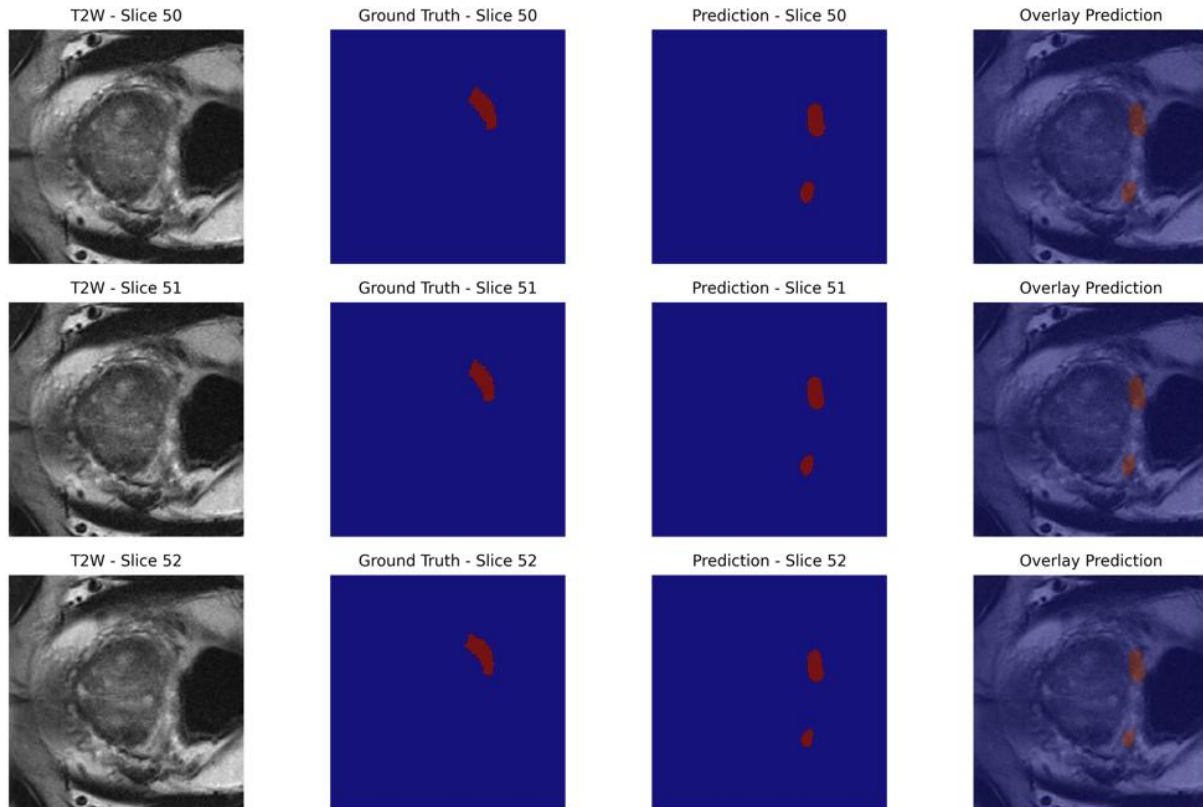 T2W - Slice 50
Ground Truth - Slice 50
Prediction - Slice 50
Overlay Prediction
T2W - Slice 51
Ground Truth - Slice 51
Prediction - Slice 51
Overlay Prediction
T2W - Slice 52
Ground Truth - Slice 52
Prediction - Slice 52
Overlay Prediction